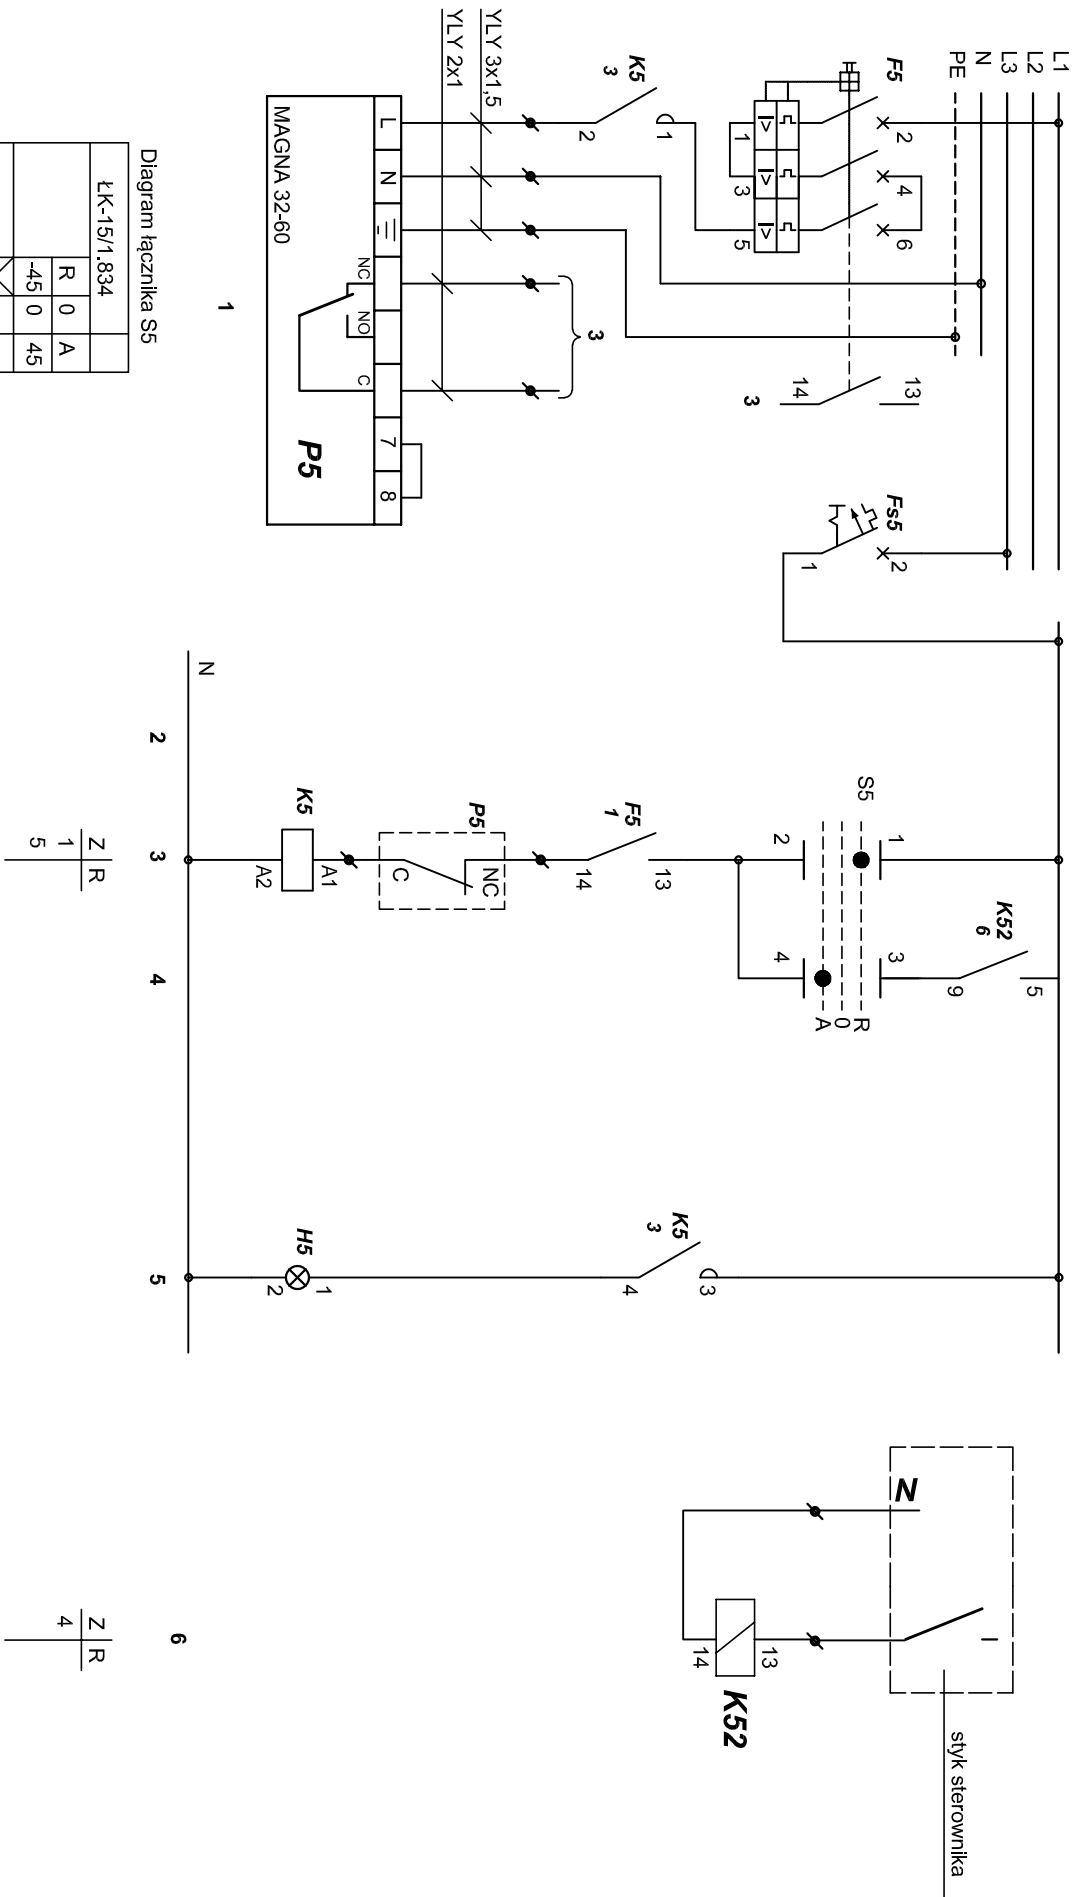 L1
L2
L3
N
PE
F5
2
4
6
1
3
5
13
14
3
K5
3
1
2
YLY 3x1,5
YLY 2x1
3
L
N
NC
NO
C
7
8
MAGNA 32-60
P5
1
Fs5
2
1
N
2
S5
1
2
3
4
R
0
A
K52
6
5
9
F5
1
13
14
P5
NC
C
K5
A1
A2
3
4
Z R
1
5
K5
3
3
4
H5
1
2
5
N
styk sterownika
13
14
K52
6
Z R
4
Diagram łącznika S5
ŁK-15/1.834
R 0 A
-45 0 45